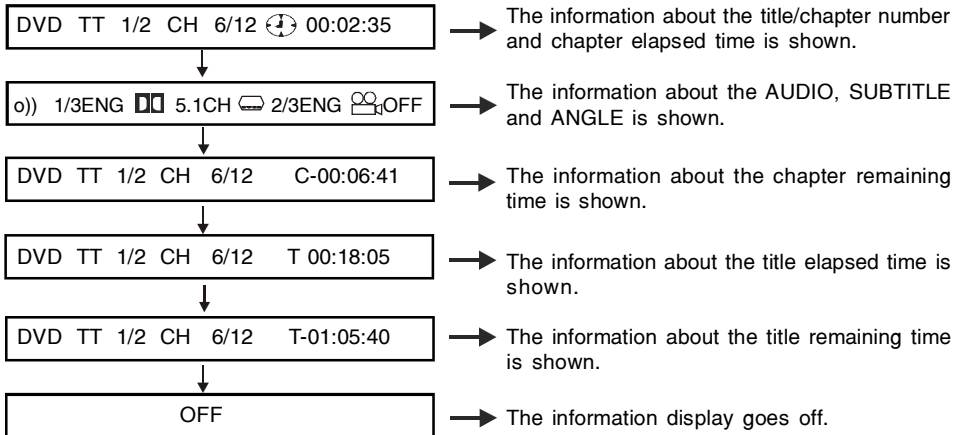 DVD TT 1/2 CH 6/12 00:02:35
The information about the title/chapter number
and chapter elapsed time is shown.
o)) 1/3ENG 5.1CH 2/3ENG OFF
The information about the AUDIO, SUBTITLE
and ANGLE is shown.
DVD TT 1/2 CH 6/12 C-00:06:41
The information about the chapter remaining
time is shown.
DVD TT 1/2 CH 6/12 T 00:18:05
The information about the title elapsed time is
shown.
DVD TT 1/2 CH 6/12 T-01:05:40
The information about the title remaining time
is shown.
OFF
The information display goes off.